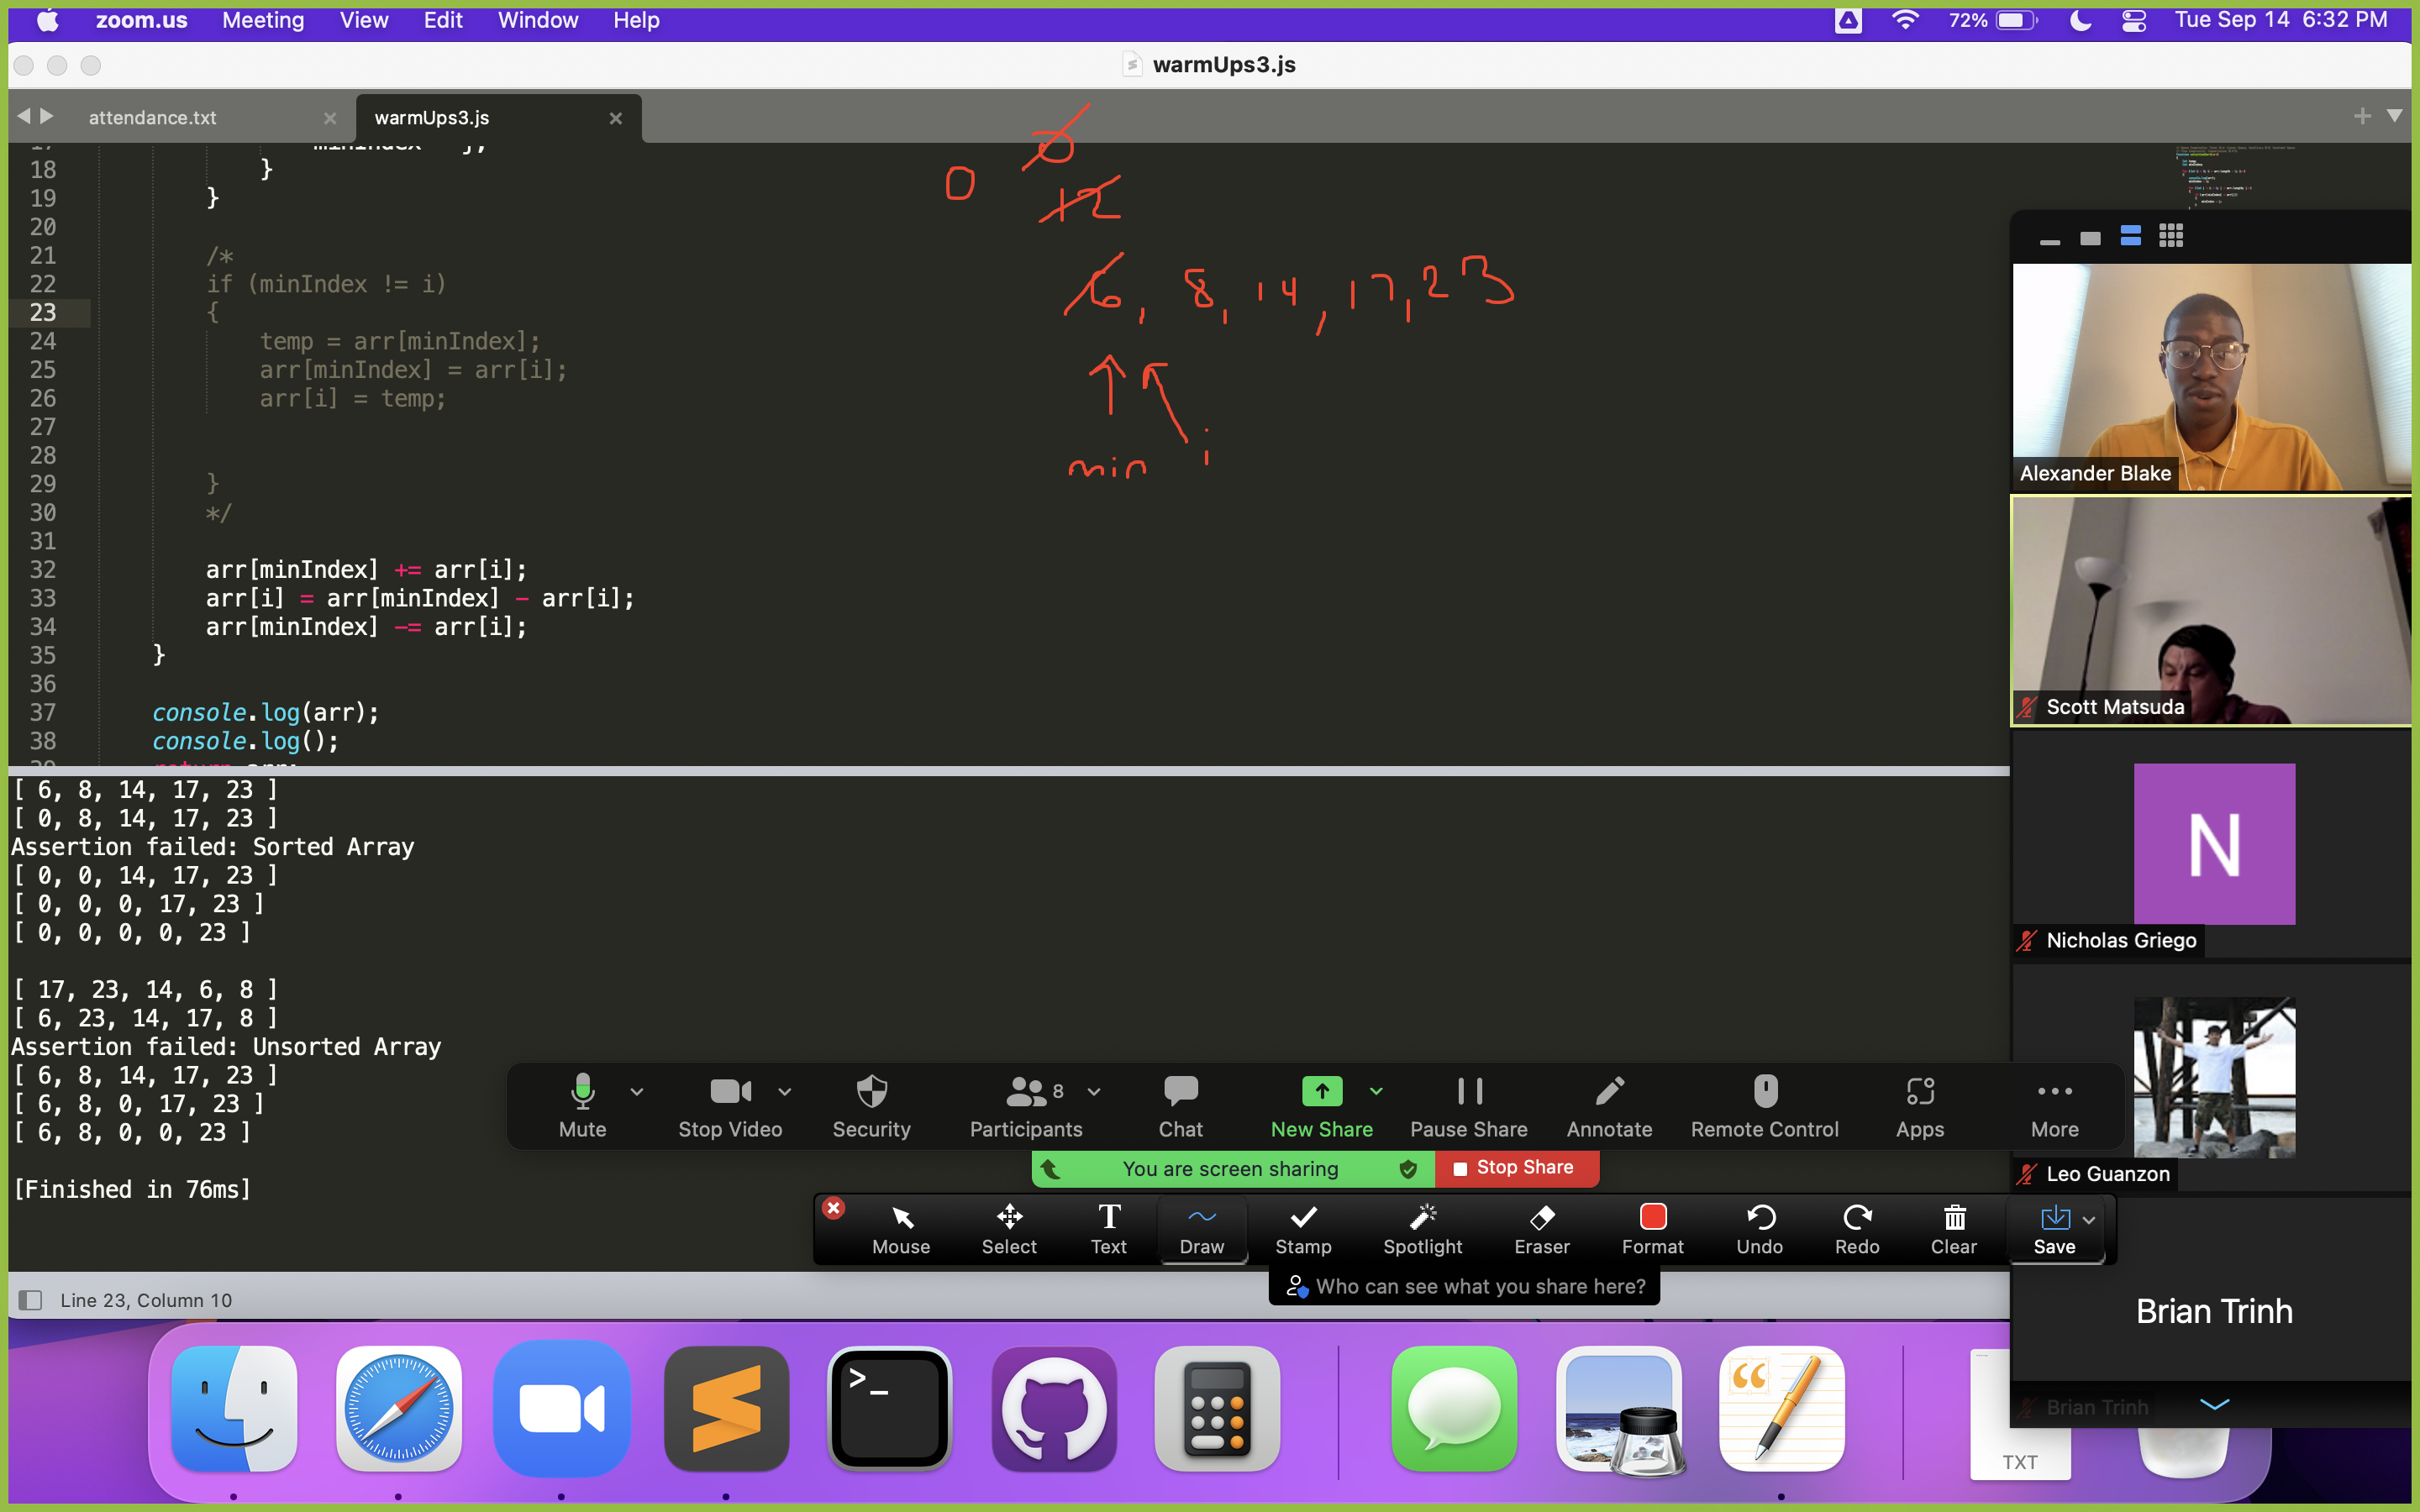 zoom.us Meeting View Edit Window Help 72% Tue Sep 14 6:32 PM
warmUps3.js
attendance.txt warmUps3.js
18 }
19 }
20
21 /*
22 if (minIndex != i)
23 {
24 temp = arr[minIndex];
25 arr[minIndex] = arr[i];
26 arr[i] = temp;
27
28
29 }
30 */
31
32 arr[minIndex] += arr[i];
33 arr[i] = arr[minIndex] - arr[i];
34 arr[minIndex] -= arr[i];
35 }
36
37 console.log(arr);
38 console.log();
0
0
12
6, 8, 14, 17, 23
min i
[ 6, 8, 14, 17, 23 ]
[ 0, 8, 14, 17, 23 ]
Assertion failed: Sorted Array
[ 0, 0, 14, 17, 23 ]
[ 0, 0, 0, 17, 23 ]
[ 0, 0, 0, 0, 23 ]
[ 17, 23, 14, 6, 8 ]
[ 6, 23, 14, 17, 8 ]
Assertion failed: Unsorted Array
[ 6, 8, 14, 17, 23 ]
[ 6, 8, 0, 17, 23 ]
[ 6, 8, 0, 0, 23 ]
[Finished in 76ms]
Alexander Blake
Scott Matsuda
N
Nicholas Griego
Leo Guanzon
Brian Trinh
Brian Trinh
8
Mute Stop Video Security Participants Chat New Share Pause Share Annotate Remote Control Apps More
You are screen sharing Stop Share
T
Mouse Select Text Draw Stamp Spotlight Eraser Format Undo Redo Clear Save
Who can see what you share here?
Line 23, Column 10
>_
TXT